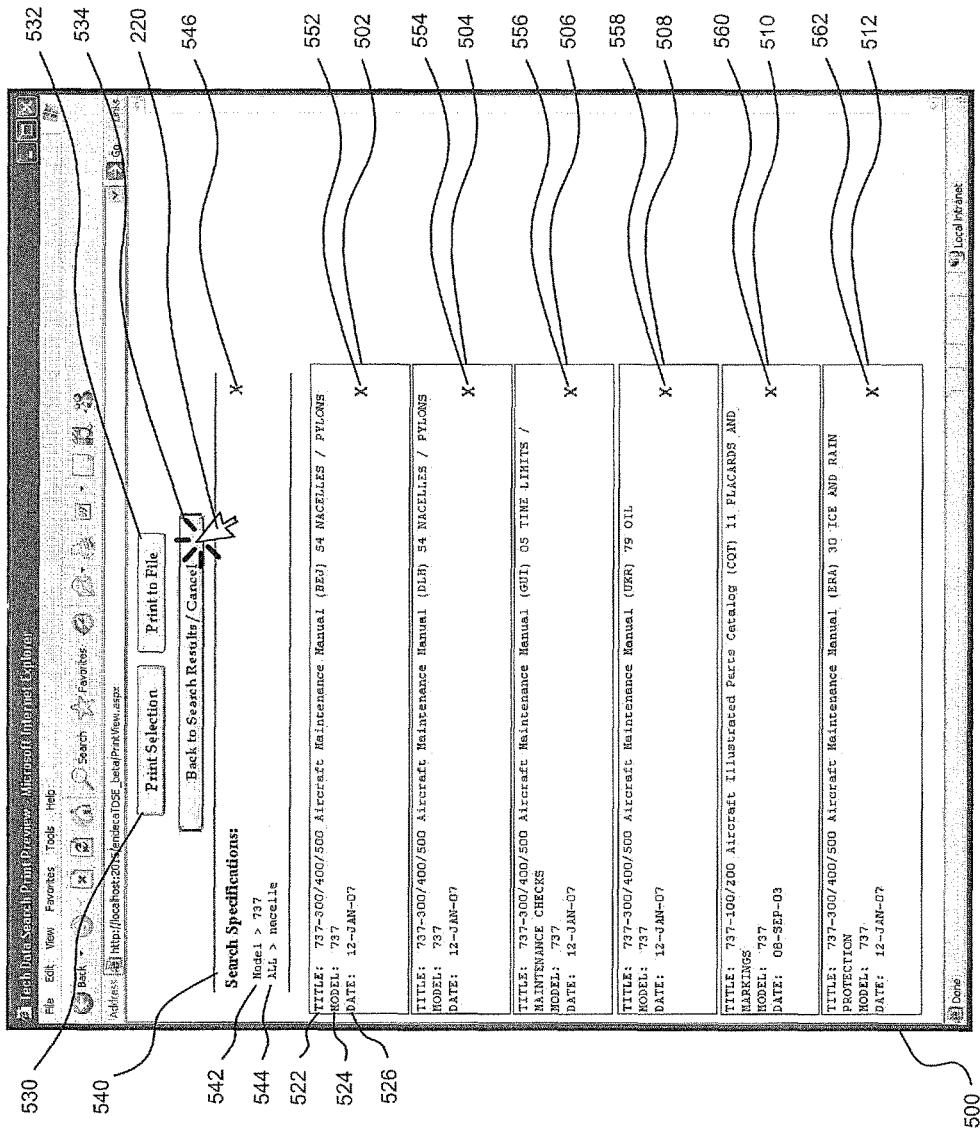 Tech Data Search Print Preview - Microsoft Internet Explorer
File Edit View Favorites Tools Help
Back Search Favorites
Address http://localhost:2015/endecaTDSE_beta/PrintView.aspx Go Links
Print Selection Print to File
Back to Search Results / Cancel
Search Specifications:
Model > 737
ALL > nacelle
X
TITLE: 737-300/400/500 Aircraft Maintenance Manual (BEJ) 54 NACELLES / PYLONS
MODEL: 737
DATE: 12-JAN-07
X
TITLE: 737-300/400/500 Aircraft Maintenance Manual (DLH) 54 NACELLES / PYLONS
MODEL: 737
DATE: 12-JAN-07
X
TITLE: 737-300/400/500 Aircraft Maintenance Manual (GUI) 05 TIME LIMITS /
MAINTENANCE CHECKS
MODEL: 737
DATE: 12-JAN-07
X
TITLE: 737-300/400/500 Aircraft Maintenance Manual (UKR) 79 OIL
MODEL: 737
DATE: 12-JAN-07
X
TITLE: 737-100/200 Aircraft Illustrated Parts Catalog (CQT) 11 PLACARDS AND
MARKINGS
MODEL: 737
DATE: 08-SEP-03
X
TITLE: 737-300/400/500 Aircraft Maintenance Manual (ERA) 30 ICE AND RAIN
PROTECTION
MODEL: 737
DATE: 12-JAN-07
X
Done Local intranet
530
540
542
544
522
524
526
500
532
534
220
546
552
502
554
504
556
506
558
508
560
510
562
512